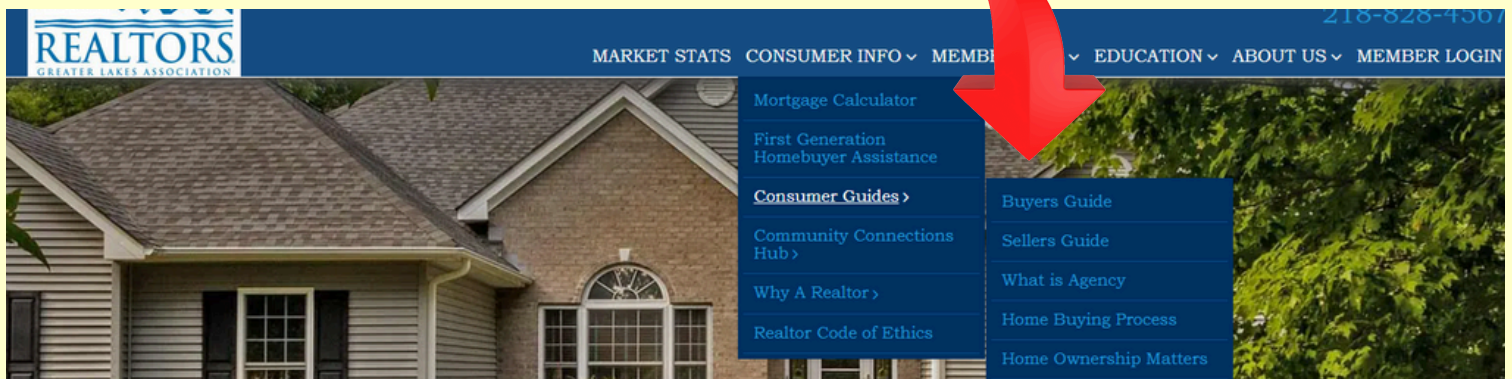 218-828-4567
REALTORS
GREATER LAKES ASSOCIATION
MARKET STATS CONSUMER INFO EDUCATION ABOUT US MEMBER LOGIN
Mortgage Calculator
First Generation
Homebuyer Assistance
Consumer Guides >
Community Connections
Hub >
Why A Realtor >
Realtor Code of Ethics
Buyers Guide
Sellers Guide
What is Agency
Home Buying Process
Home Ownership Matters